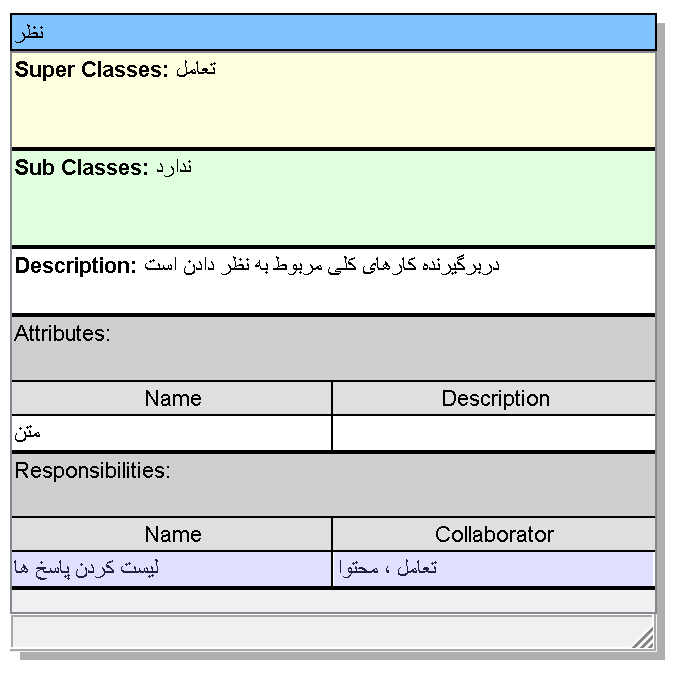 نظر
Super Classes: تعامل
Sub Classes: ندارد
Description: دربرگیرنده کارهای کلی مربوط به نظر دادن است
Attributes:
Name Description
متن
Responsibilities:
Name Collaborator
لیست کردن پاسخ ها تعامل ، محتوا